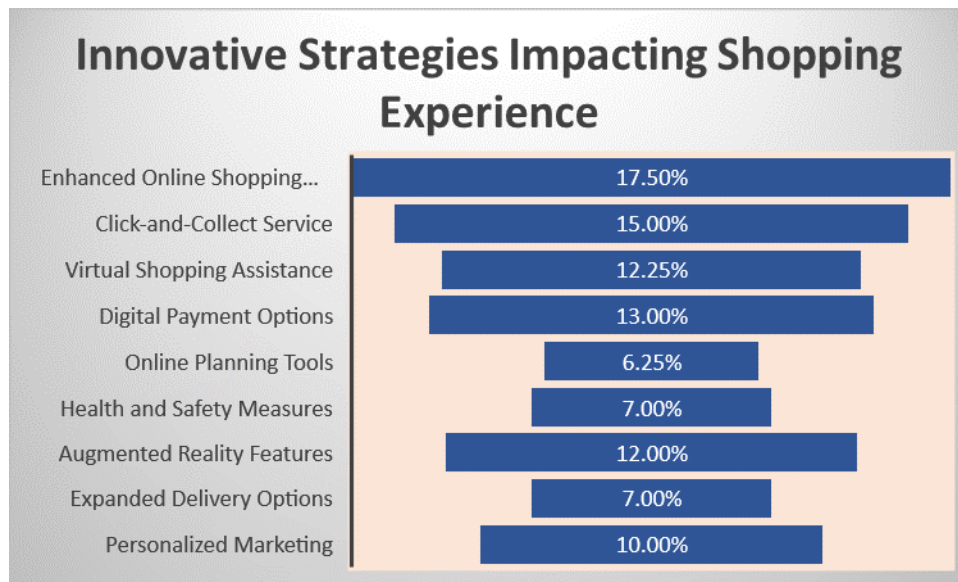 Innovative Strategies Impacting Shopping
Experience
Enhanced Online Shopping... 17.50%
Click-and-Collect Service 15.00%
Virtual Shopping Assistance 12.25%
Digital Payment Options 13.00%
Online Planning Tools 6.25%
Health and Safety Measures 7.00%
Augmented Reality Features 12.00%
Expanded Delivery Options 7.00%
Personalized Marketing 10.00%